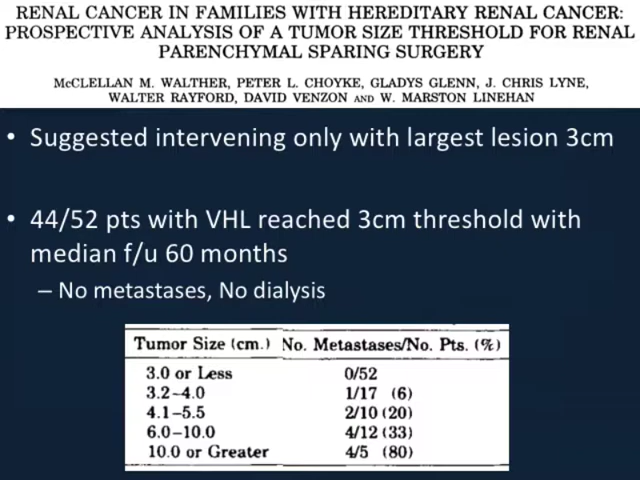 RENAL CANCER IN FAMILIES WITH HEREDITARY RENAL CANCER:
PROSPECTIVE ANALYSIS OF A TUMOR SIZE THRESHOLD FOR RENAL
PARENCHYMAL SPARING SURGERY
McCLELLAN M. WALTHER, PETER L. CHOYKE, GLADYS GLENN, J. CHRIS LYNE,
WALTER RAYFORD, DAVID VENZON AND W. MARSTON LINEHAN
• Suggested intervening only with largest lesion 3cm
• 44/52 pts with VHL reached 3cm threshold with
median f/u 60 months
– No metastases, No dialysis
Tumor Size (cm.) No. Metastases/No. Pts. (%)
3.0 or Less 0/52
3.2–4.0 1/17 (6)
4.1–5.5 2/10 (20)
6.0–10.0 4/12 (33)
10.0 or Greater 4/5 (80)